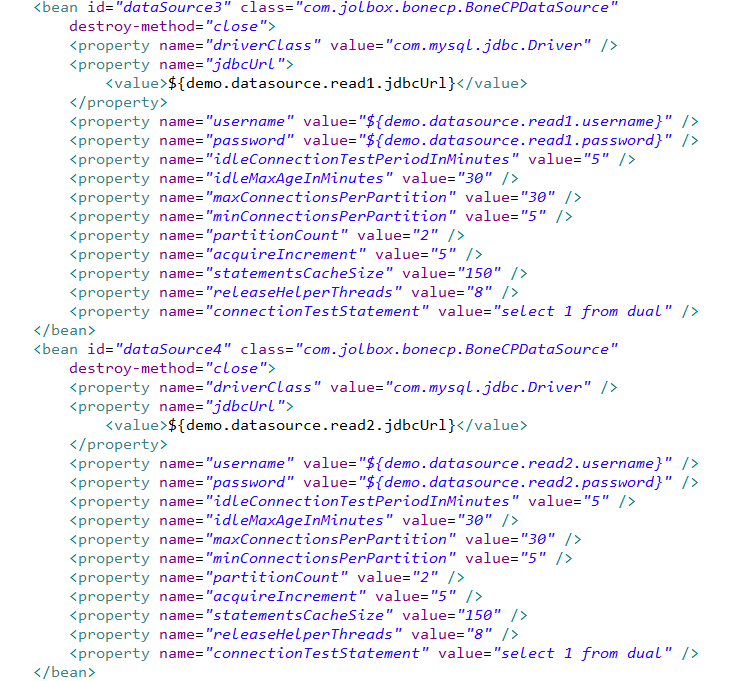 <bean id="dataSource3" class="com.jolbox.bonecp.BoneCPDataSource"
    destroy-method="close">
    <property name="driverClass" value="com.mysql.jdbc.Driver" />
    <property name="jdbcUrl">
        <value>${demo.datasource.read1.jdbcUrl}</value>
    </property>
    <property name="username" value="${demo.datasource.read1.username}" />
    <property name="password" value="${demo.datasource.read1.password}" />
    <property name="idleConnectionTestPeriodInMinutes" value="5" />
    <property name="idleMaxAgeInMinutes" value="30" />
    <property name="maxConnectionsPerPartition" value="30" />
    <property name="minConnectionsPerPartition" value="5" />
    <property name="partitionCount" value="2" />
    <property name="acquireIncrement" value="5" />
    <property name="statementsCacheSize" value="150" />
    <property name="releaseHelperThreads" value="8" />
    <property name="connectionTestStatement" value="select 1 from dual" />
</bean>
<bean id="dataSource4" class="com.jolbox.bonecp.BoneCPDataSource"
    destroy-method="close">
    <property name="driverClass" value="com.mysql.jdbc.Driver" />
    <property name="jdbcUrl">
        <value>${demo.datasource.read2.jdbcUrl}</value>
    </property>
    <property name="username" value="${demo.datasource.read2.username}" />
    <property name="password" value="${demo.datasource.read2.password}" />
    <property name="idleConnectionTestPeriodInMinutes" value="5" />
    <property name="idleMaxAgeInMinutes" value="30" />
    <property name="maxConnectionsPerPartition" value="30" />
    <property name="minConnectionsPerPartition" value="5" />
    <property name="partitionCount" value="2" />
    <property name="acquireIncrement" value="5" />
    <property name="statementsCacheSize" value="150" />
    <property name="releaseHelperThreads" value="8" />
    <property name="connectionTestStatement" value="select 1 from dual" />
</bean>